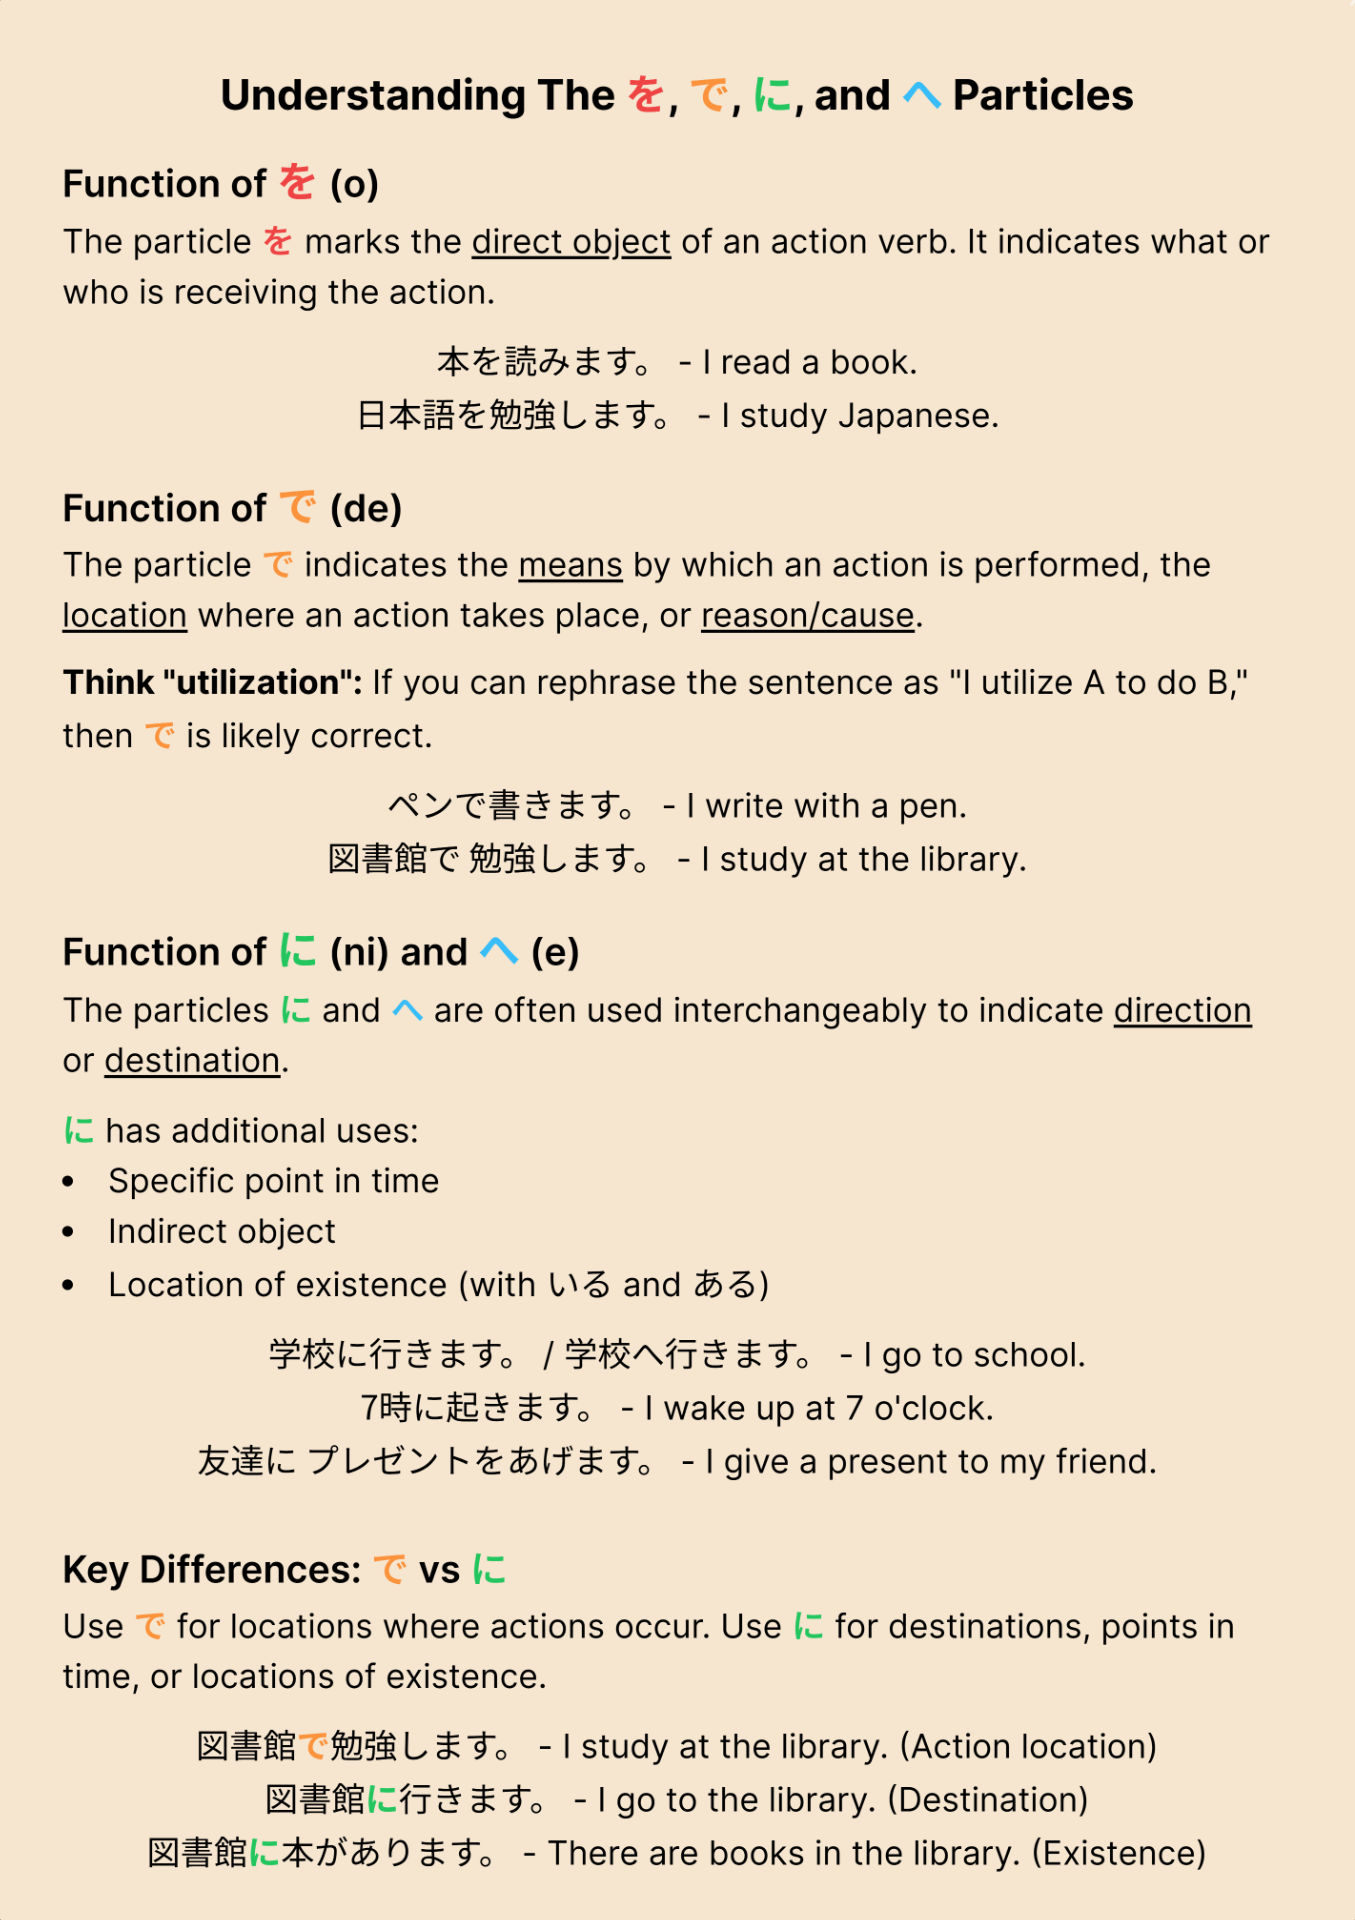 Understanding The を, で, に, and へ Particles
Function of を (o)
The particle を marks the direct object of an action verb. It indicates what or
who is receiving the action.
本を読みます。 - I read a book.
日本語を勉強します。 - I study Japanese.
Function of で (de)
The particle で indicates the means by which an action is performed, the
location where an action takes place, or reason/cause.
Think "utilization": If you can rephrase the sentence as "I utilize A to do B,"
then で is likely correct.
ペンで書きます。 - I write with a pen.
図書館で 勉強します。 - I study at the library.
Function of に (ni) and へ (e)
The particles に and へ are often used interchangeably to indicate direction
or destination.
に has additional uses:
• Specific point in time
• Indirect object
• Location of existence (with いる and ある)
学校に行きます。 / 学校へ行きます。 - I go to school.
7時に起きます。 - I wake up at 7 o'clock.
友達に プレゼントをあげます。 - I give a present to my friend.
Key Differences: で vs に
Use で for locations where actions occur. Use に for destinations, points in
time, or locations of existence.
図書館で勉強します。 - I study at the library. (Action location)
図書館に行きます。 - I go to the library. (Destination)
図書館に本があります。 - There are books in the library. (Existence)